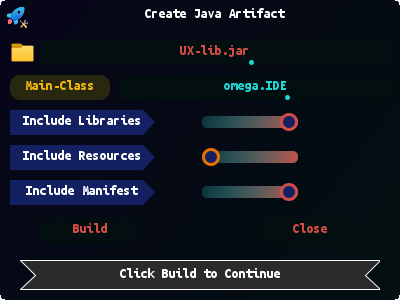 Create Java Artifact
UX-lib.jar
Main-Class omega.IDE
Include Libraries
Include Resources
Include Manifest
Build Close
Click Build to Continue